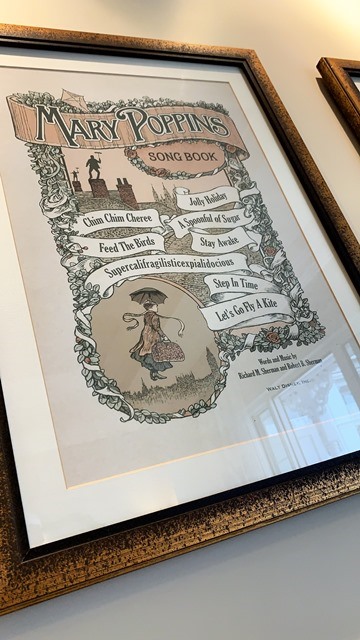 MARY POPPINS
SONG BOOK
Jolly Holiday
Chim Chim Cheree
A Spoonful of Sugar
Feed The Birds
Stay Awake
Supercalifragilisticexpialidocious
Step In Time
Let's Go Fly A Kite
Words and Music by
Richard M. Sherman and Robert B. Sherman
WALT DISNEY, INC.